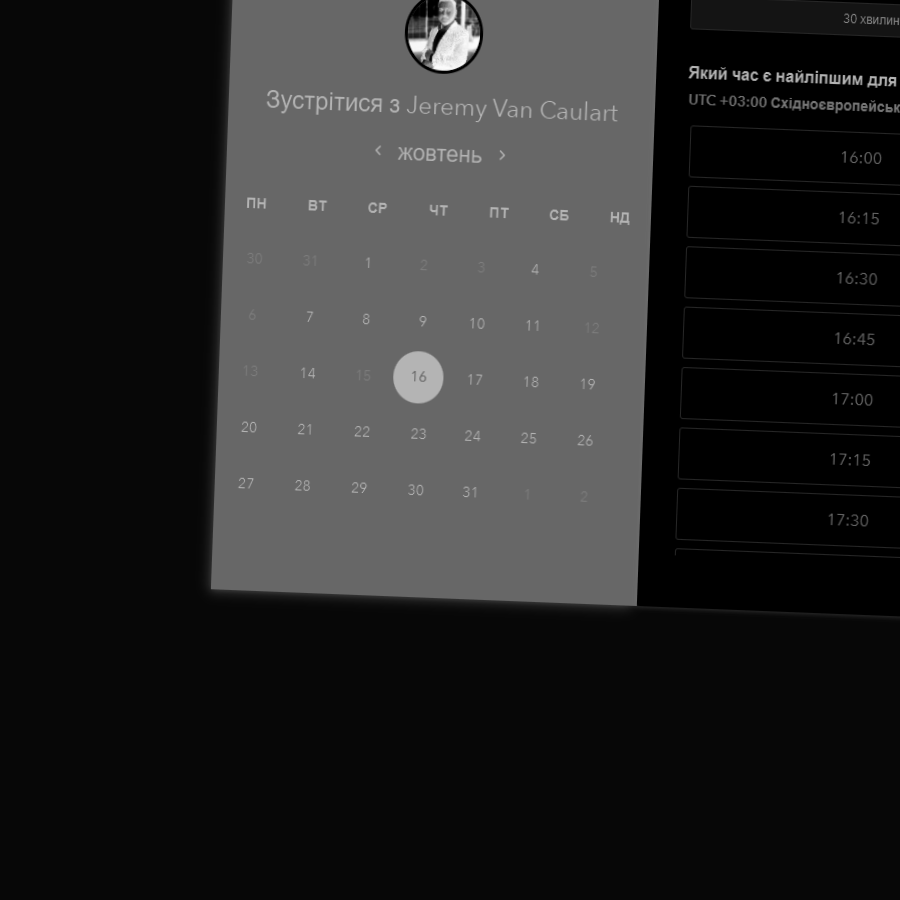 Зустрітися з Jeremy Van Caulart
‹ жовтень ›
ПН ВТ СР ЧТ ПТ СБ НД
30 31 1 2 3 4 5
6 7 8 9 10 11 12
13 14 15 16 17 18 19
20 21 22 23 24 25 26
27 28 29 30 31 1 2
30
Який час є найліпшим для
UTC +03:00
16:00
16:15
16:30
16:45
17:00
17:15
17:30